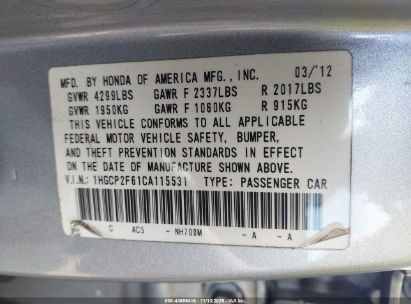 MFD. BY HONDA OF AMERICA MFG., INC. 03/'12
GVWR 4299LBS GAWR F 2337LBS R 2017LBS
GVWR 1950KG GAWR F 1060KG R 915KG
THIS VEHICLE CONFORMS TO ALL APPLICABLE
FEDERAL MOTOR VEHICLE SAFETY, BUMPER,
AND THEFT PREVENTION STANDARDS IN EFFECT
ON THE DATE OF MANUFACTURE SHOWN ABOVE.
V.I.N.: 1HGCP2F61CA115531 TYPE: PASSENGER CAR
C AC5 - NH700M - A - A